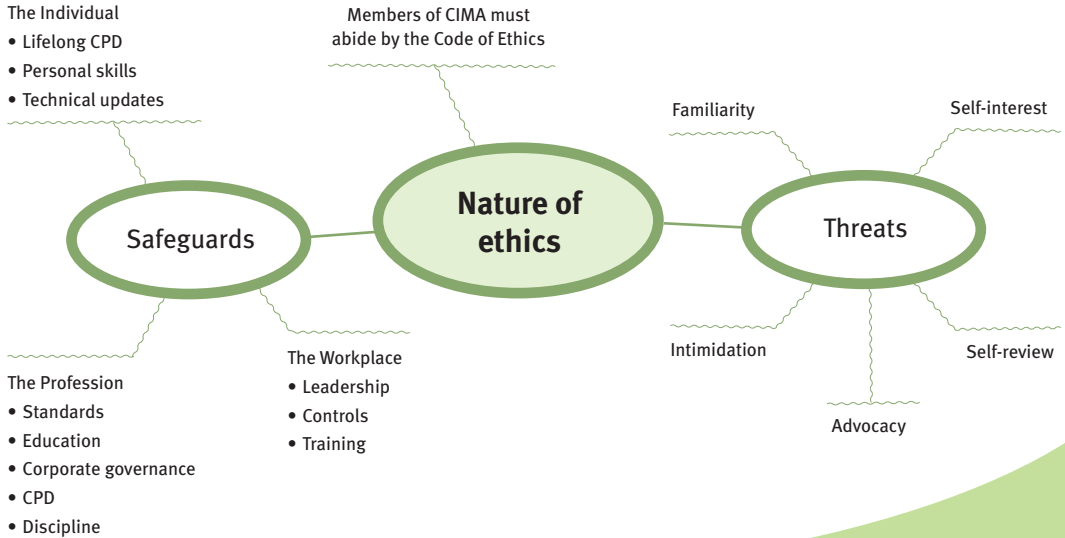 The Individual
• Lifelong CPD
• Personal skills
• Technical updates
Members of CIMA must
abide by the Code of Ethics
Familiarity
Self-interest
Safeguards
Nature of
ethics
Threats
The Profession
• Standards
• Education
• Corporate governance
• CPD
• Discipline
The Workplace
• Leadership
• Controls
• Training
Intimidation
Advocacy
Self-review